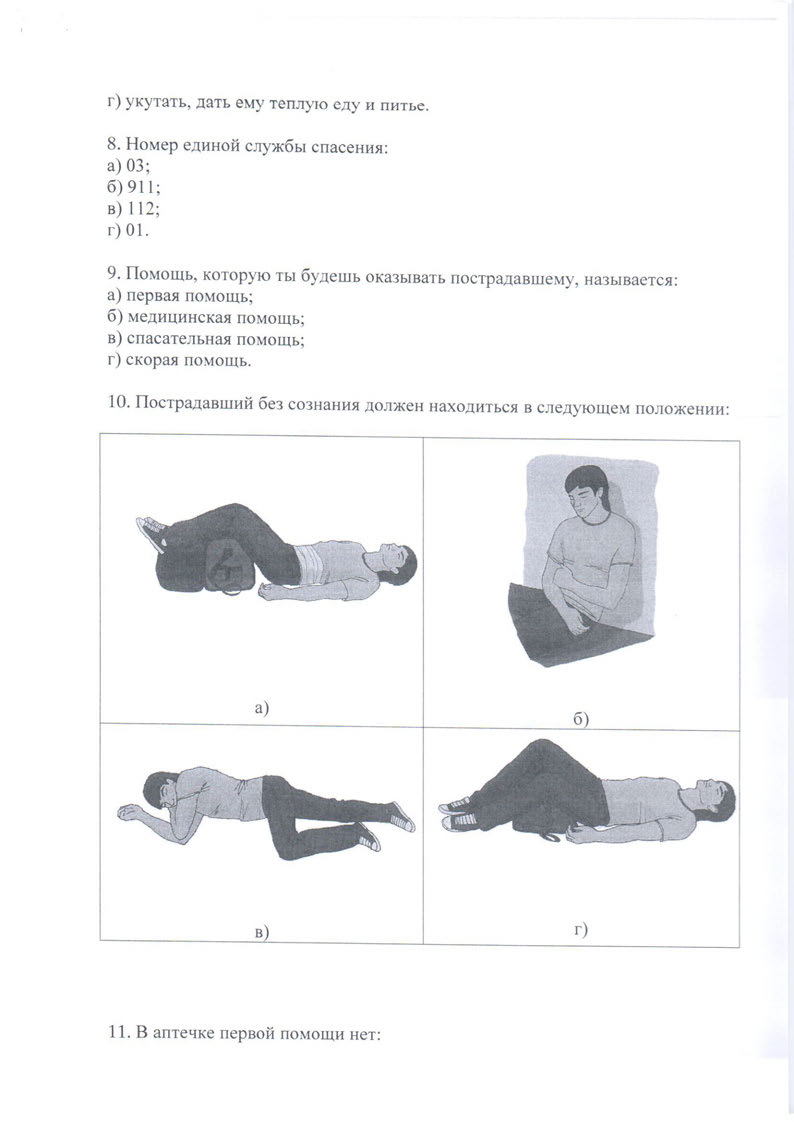 г) укутать, дать ему теплую еду и питье.
8. Номер единой службы спасения:
а) 03;
б) 911;
в) 112;
г) 01.
9. Помощь, которую ты будешь оказывать пострадавшему, называется:
а) первая помощь;
б) медицинская помощь;
в) спасательная помощь;
г) скорая помощь.
10. Пострадавший без сознания должен находиться в следующем положении:
а)
б)
в)
г)
11. В аптечке первой помощи нет: